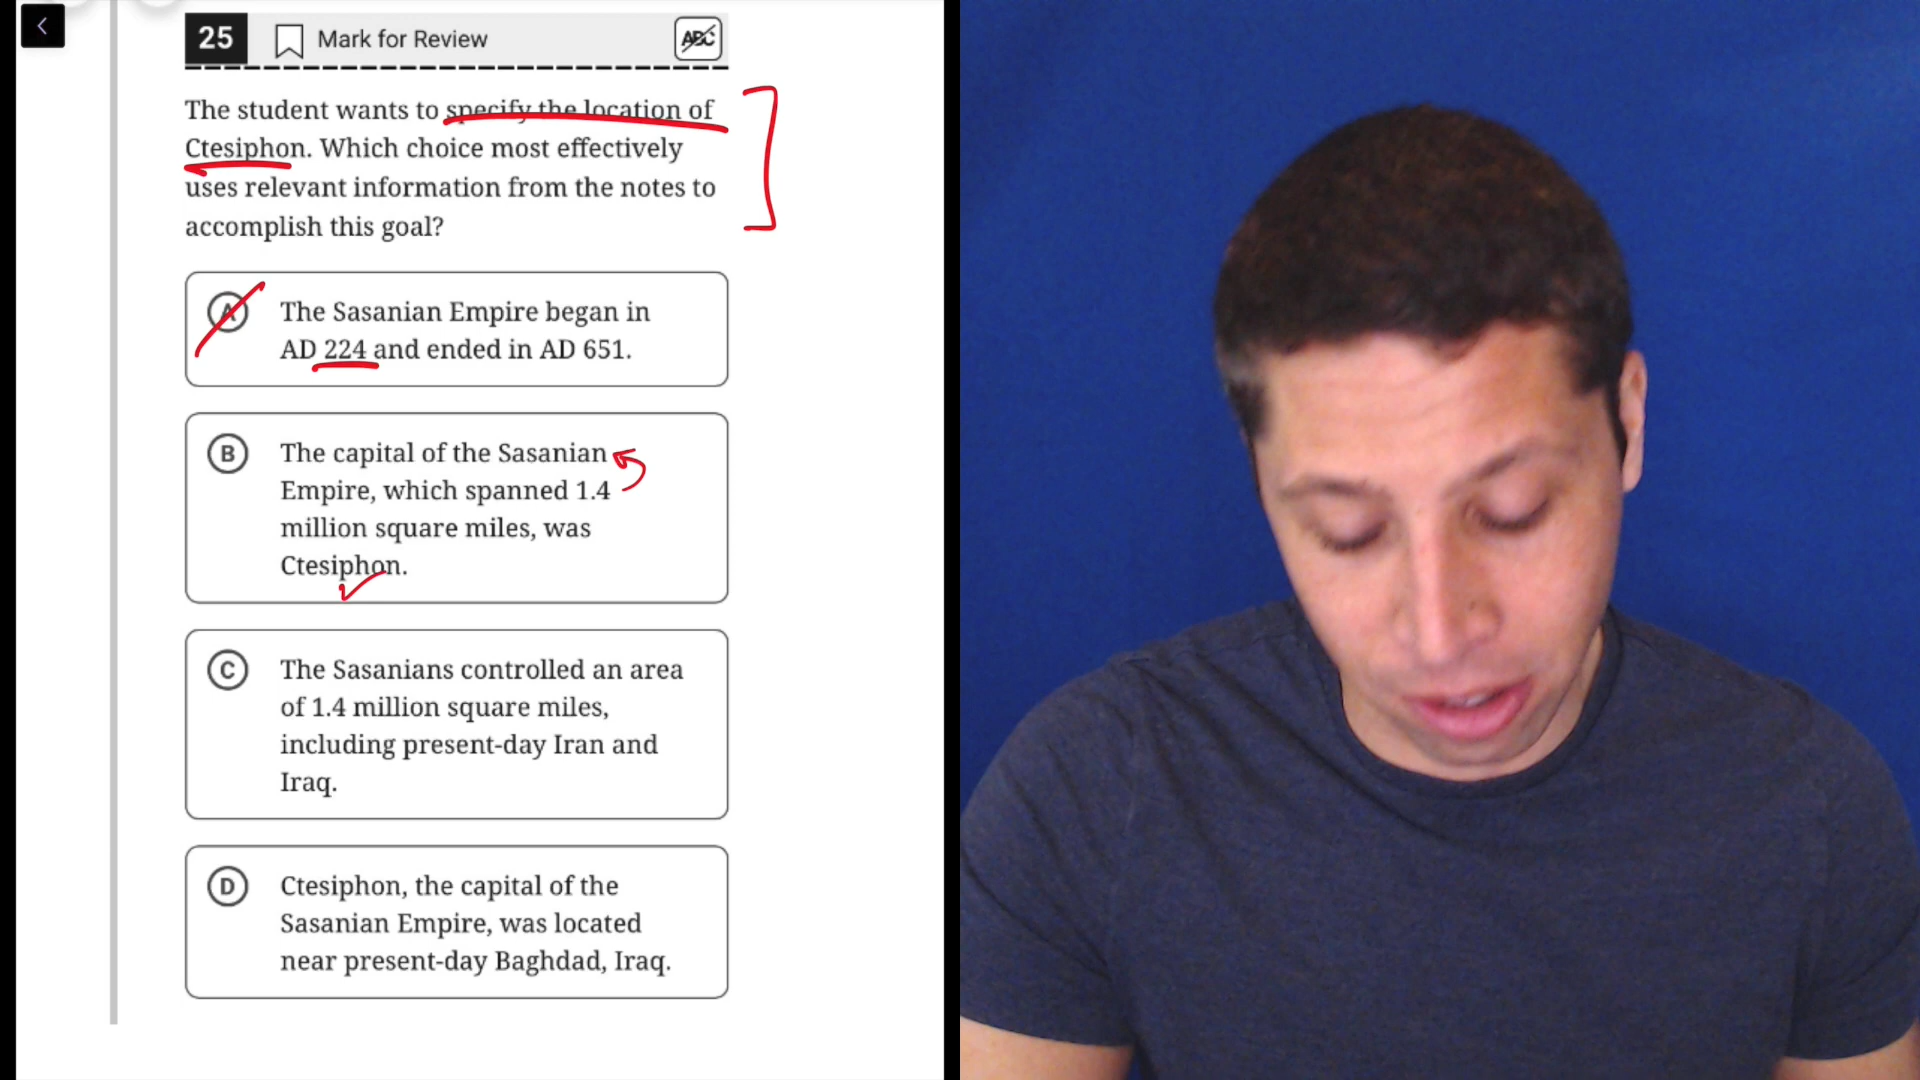 25 Mark for Review ABC
The student wants to specify the location of
Ctesiphon. Which choice most effectively
uses relevant information from the notes to
accomplish this goal?
A The Sasanian Empire began in
AD 224 and ended in AD 651.
B The capital of the Sasanian
Empire, which spanned 1.4
million square miles, was
Ctesiphon.
C The Sasanians controlled an area
of 1.4 million square miles,
including present-day Iran and
Iraq.
D Ctesiphon, the capital of the
Sasanian Empire, was located
near present-day Baghdad, Iraq.